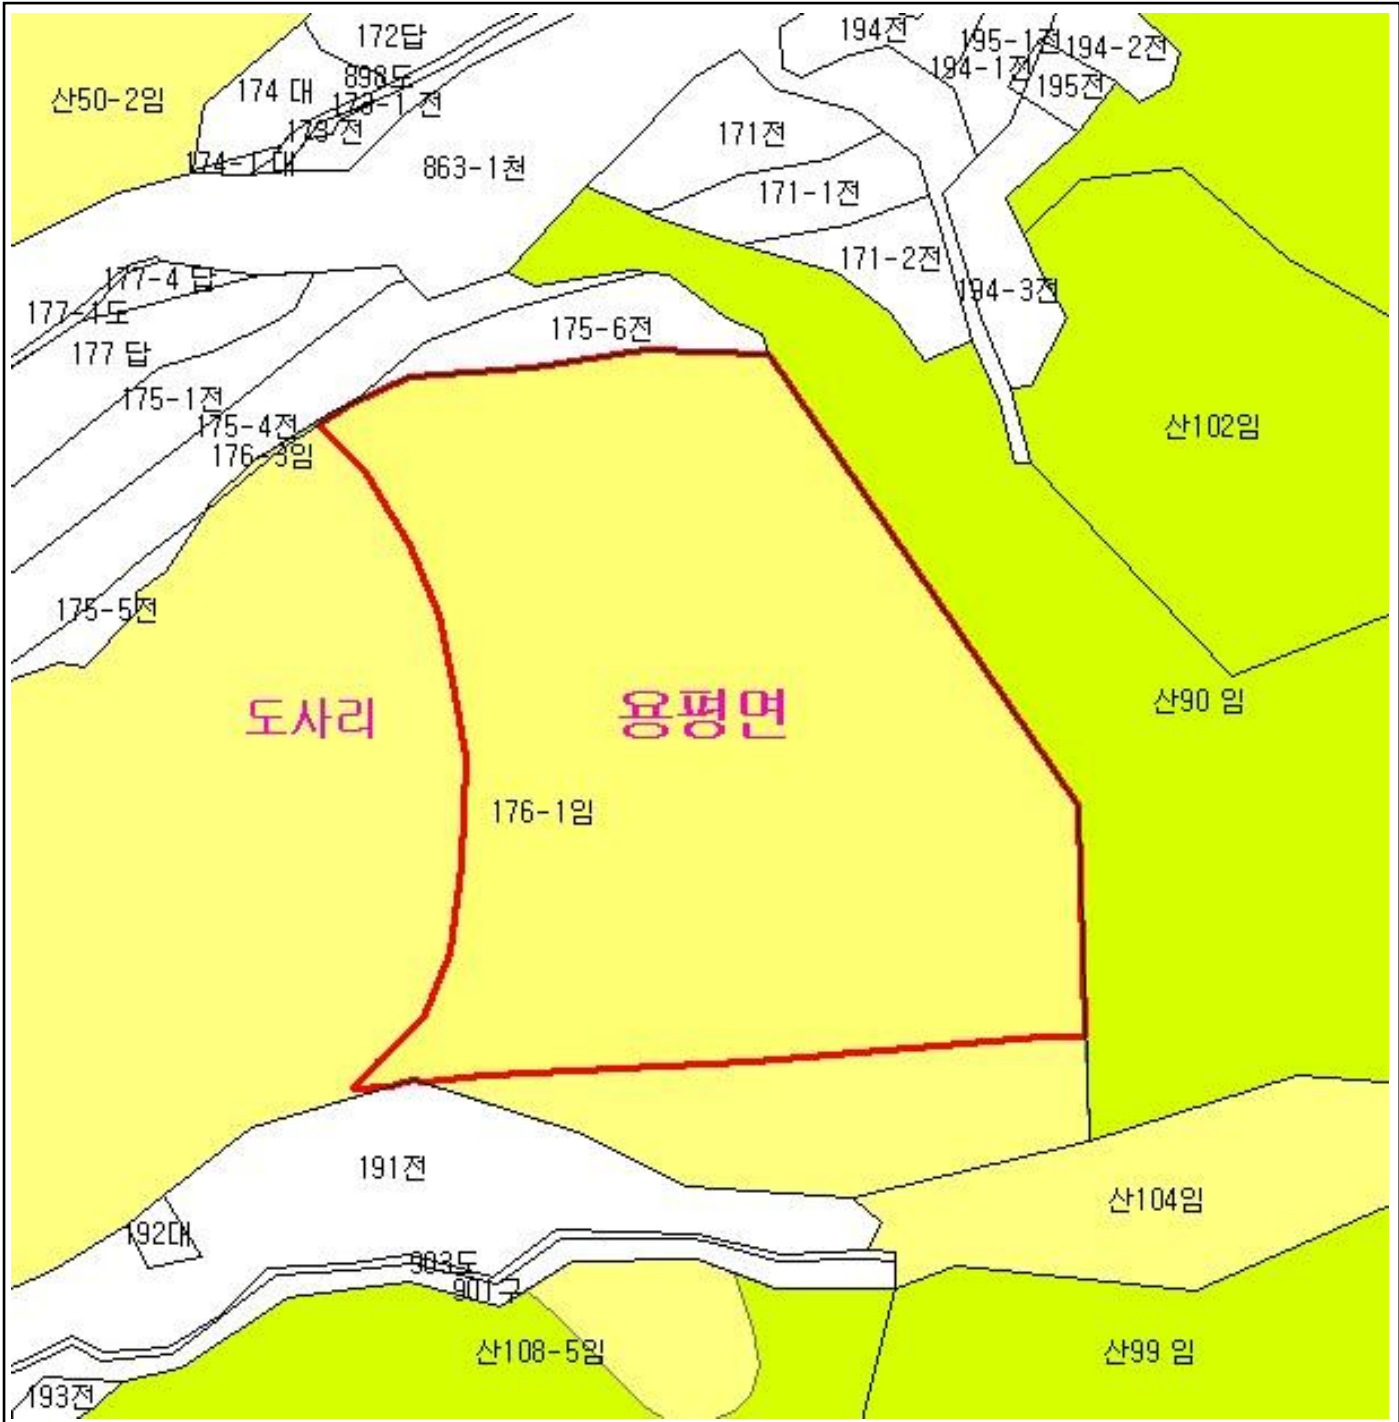 172답
194전
195-1전
194-2전
898도
194-1전
174 대
173-1 전
195전
산50-2임
173 전
171전
174-1 대
863-1천
171-1전
171-2전
177-4 답
194-3전
177-1도
175-6전
177 답
175-1전
175-4전
산102임
176-3임
175-5전
산90 임
도사리
용평면
176-1임
191전
산104임
192대
903도
901구
산108-5임
산99 임
193전